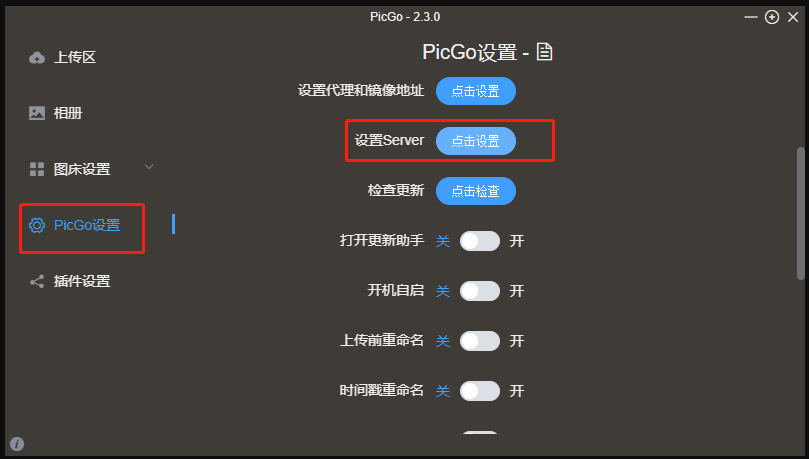 PicGo - 2.3.0
上传区
相册
图床设置
PicGo设置
插件设置
PicGo设置 -
设置代理和镜像地址 点击设置
设置Server 点击设置
检查更新 点击检查
打开更新助手 关 开
开机自启 关 开
上传前重命名 关 开
时间戳重命名 关 开